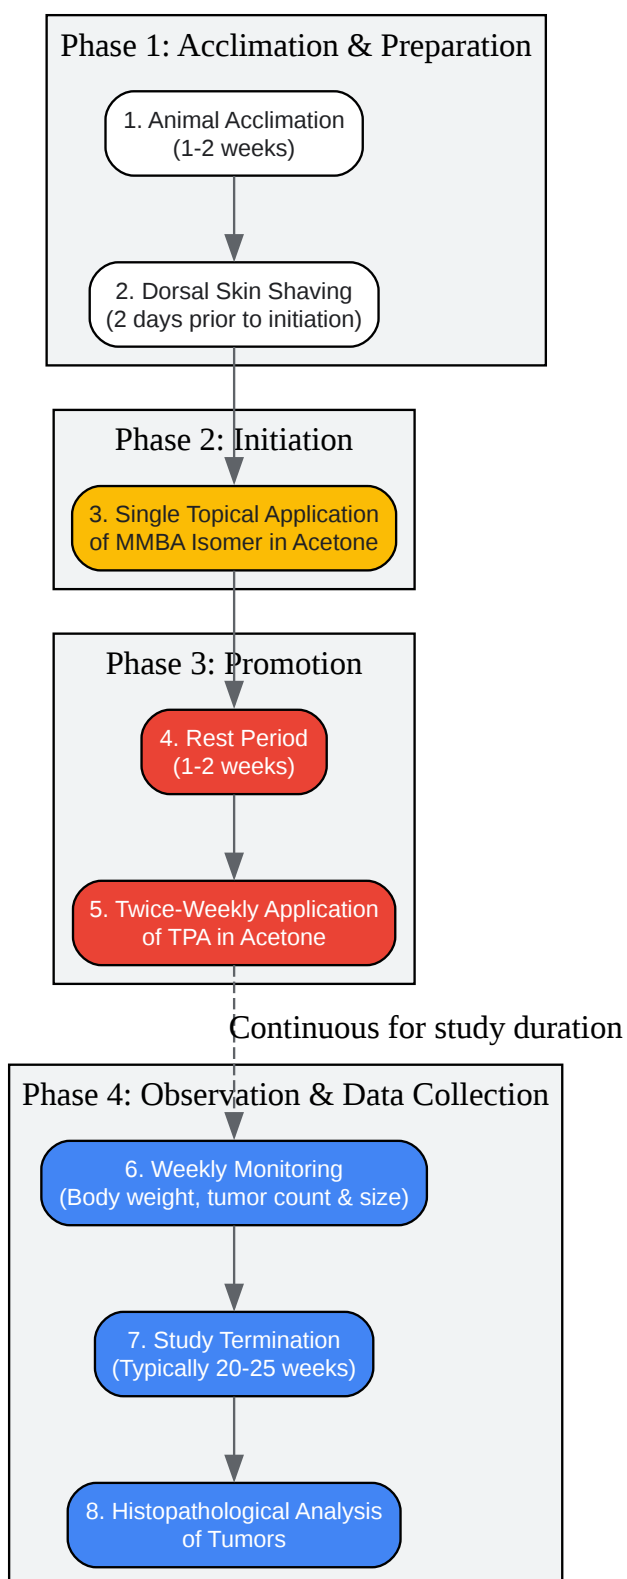 Phase 1: Acclimation & Preparation
1. Animal Acclimation
(1-2 weeks)
2. Dorsal Skin Shaving
(2 days prior to initiation)
Phase 2: Initiation
3. Single Topical Application
of MMBA Isomer in Acetone
Phase 3: Promotion
4. Rest Period
(1-2 weeks)
5. Twice-Weekly Application
of TPA in Acetone
Continuous for study duration
Phase 4: Observation & Data Collection
6. Weekly Monitoring
(Body weight, tumor count & size)
7. Study Termination
(Typically 20-25 weeks)
8. Histopathological Analysis
of Tumors